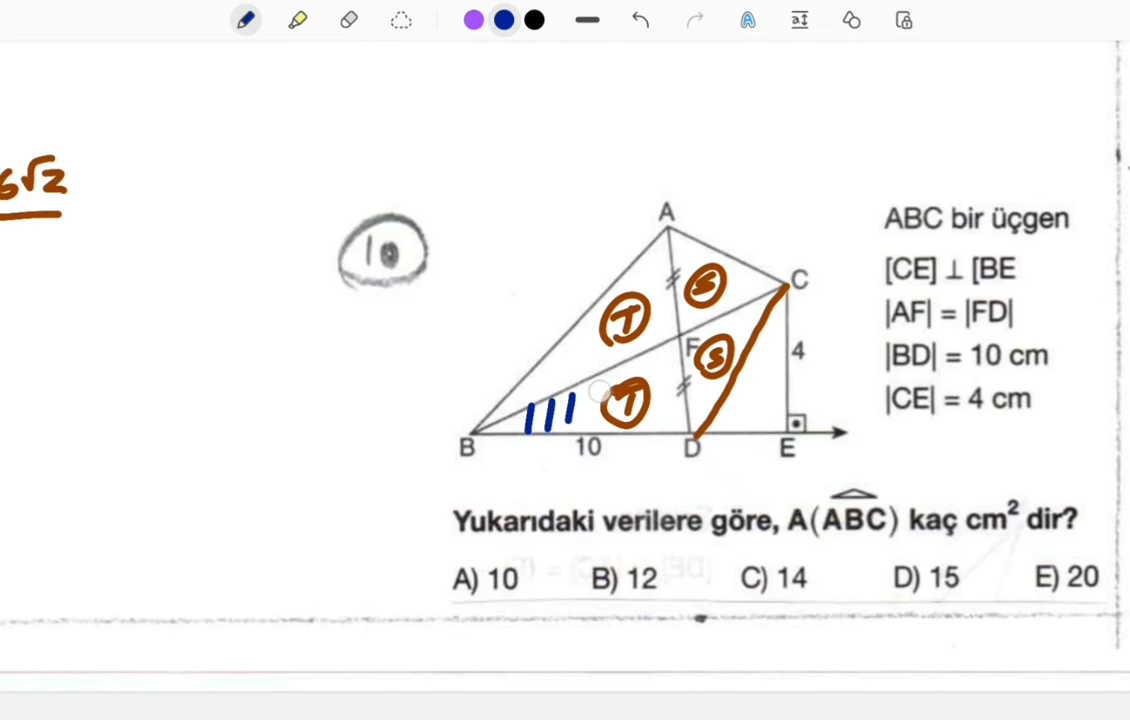 6√2
10
A
ABC bir üçgen
S
C
[CE] ⊥ [BE
T
|AF| = |FD|
F
S
4
|BD| = 10 cm
T
|CE| = 4 cm
B
10
D
E
Yukarıdaki verilere göre, A(ABC) kaç cm² dir?
A) 10 B) 12 C) 14 D) 15 E) 20